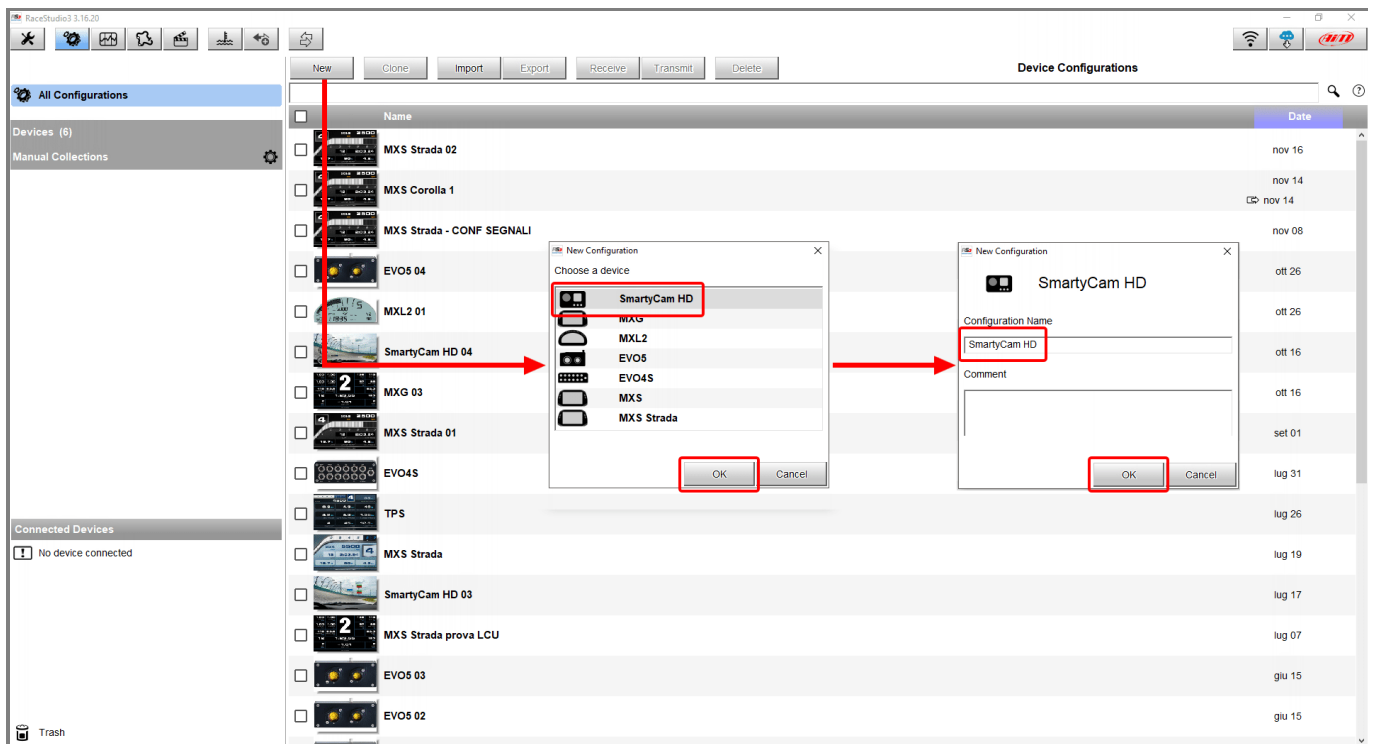 RaceStudio3 3.16.20
AIM
New Clone Import Export Receive Transmit Delete
Device Configurations
All Configurations
Devices (6)
Manual Collections
Name Date
MXS Strada 02 nov 16
MXS Corolla 1 nov 14
nov 14
MXS Strada - CONF SEGNALI nov 08
EVO5 04 ott 26
MXL2 01 ott 26
SmartyCam HD 04 ott 16
MXG 03 ott 16
MXS Strada 01 set 01
EVO4S lug 31
TPS lug 26
MXS Strada lug 19
SmartyCam HD 03 lug 17
MXS Strada prova LCU lug 07
EVO5 03 giu 15
EVO5 02 giu 15
New Configuration
Choose a device
SmartyCam HD
MXG
MXL2
EVO5
EVO4S
MXS
MXS Strada
OK Cancel
New Configuration
SmartyCam HD
Configuration Name
SmartyCam HD
Comment
OK Cancel
Connected Devices
No device connected
Trash